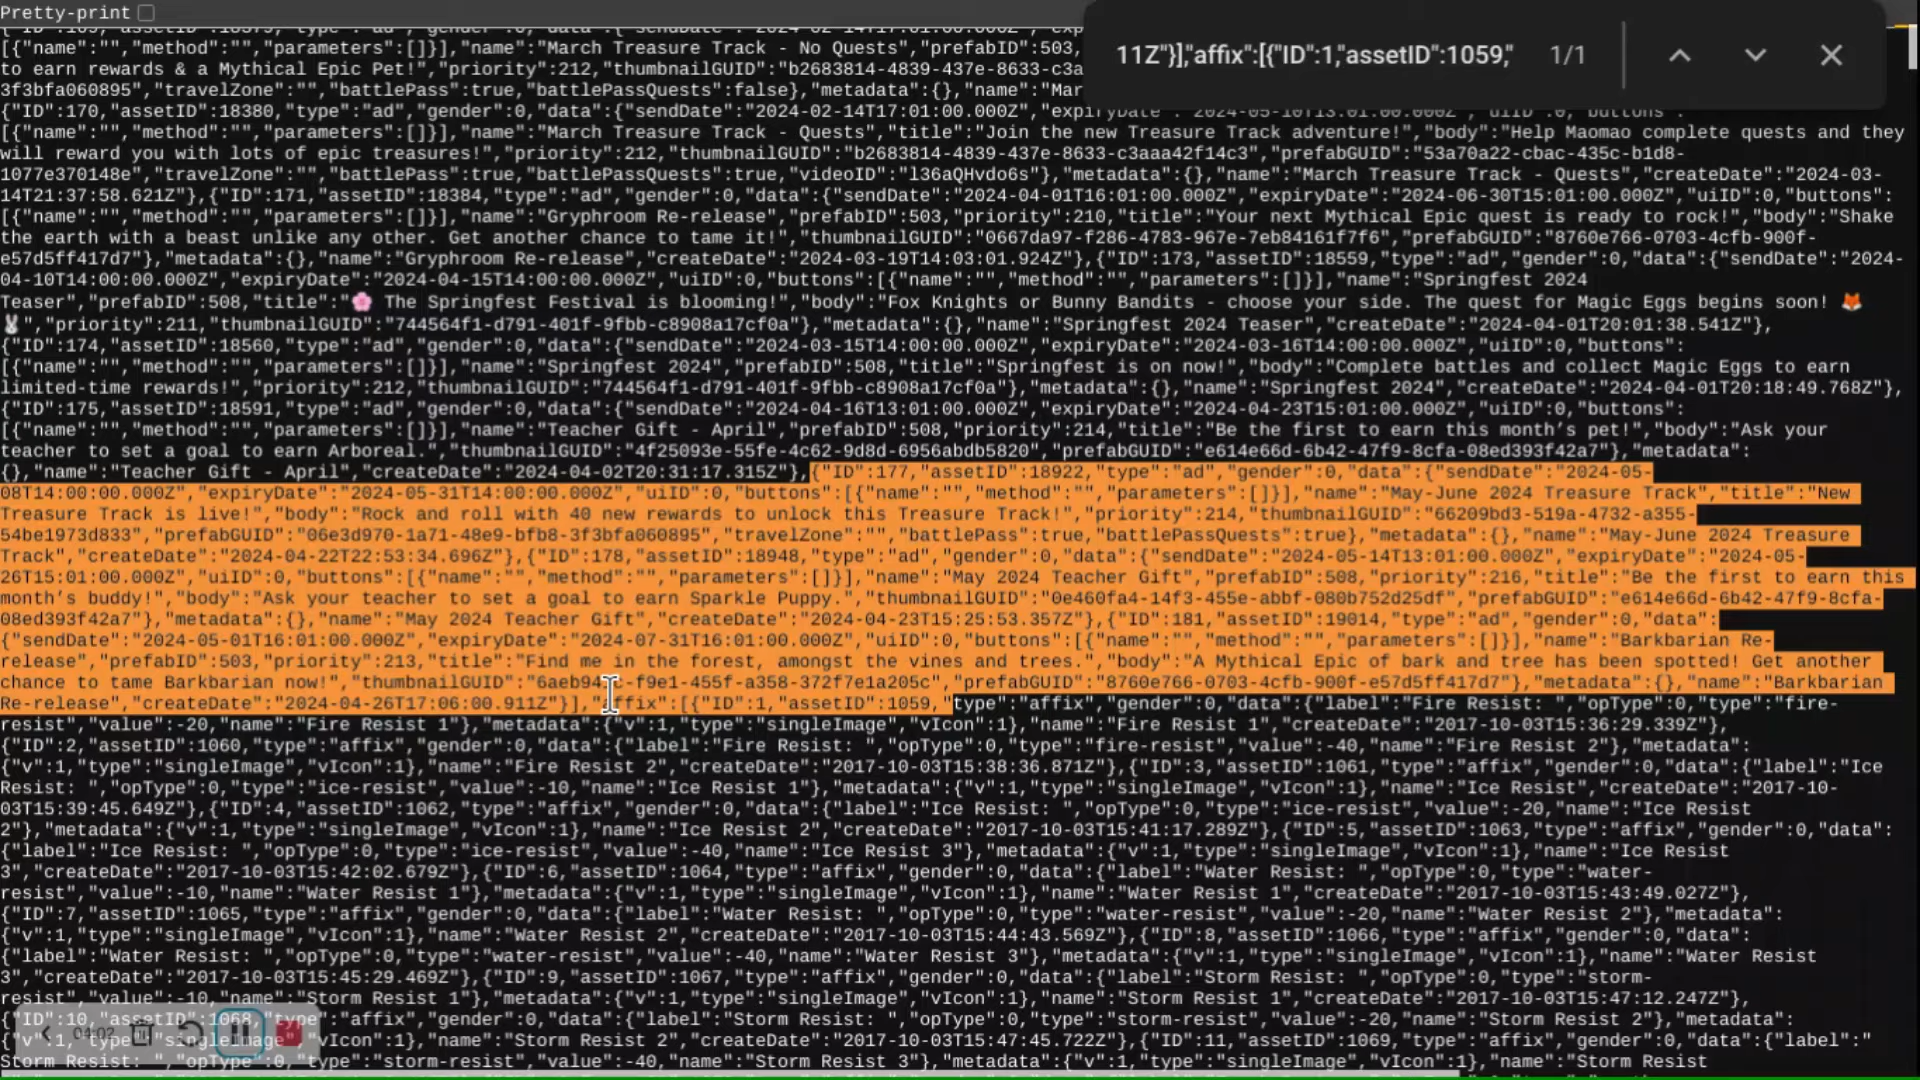 Pretty-print
11Z"}],"affix":[{"ID":1,"assetID":1059," 1/1
[{"name":"","method":"","parameters":[]}],"name":"March Treasure Track - No Quests","prefabID":503,
to earn rewards & a Mythical Epic Pet!","priority":212,"thumbnailGUID":"b2683814-4839-437e-8633-c3a
3f3bfa060895","travelZone":"","battlePass":true,"battlePassQuests":false},"metadata":{},"name":"Mar
{"ID":170,"assetID":18380,"type":"ad","gender":0,"data":{"sendDate":"2024-02-14T17:01:00.000Z","expiryDate":"2024-05-10T13:01:00.000Z","uiID":0,"buttons":
[{"name":"","method":"","parameters":[]}],"name":"March Treasure Track - Quests","title":"Join the new Treasure Track adventure!","body":"Help Maomao complete quests and they
will reward you with lots of epic treasures!","priority":212,"thumbnailGUID":"b2683814-4839-437e-8633-c3aaa42f14c3","prefabGUID":"53a70a22-cbac-435c-b1d8-
1077e370148e","travelZone":"","battlePass":true,"battlePassQuests":true,"videoID":"l36aQHvdo6s"},"metadata":{},"name":"March Treasure Track - Quests","createDate":"2024-03-
14T21:37:58.621Z"},{"ID":171,"assetID":18384,"type":"ad","gender":0,"data":{"sendDate":"2024-04-01T16:01:00.000Z","expiryDate":"2024-06-30T15:01:00.000Z","uiID":0,"buttons":
[{"name":"","method":"","parameters":[]}],"name":"Gryphroom Re-release","prefabID":503,"priority":210,"title":"Your next Mythical Epic quest is ready to rock!","body":"Shake
the earth with a beast unlike any other. Get another chance to tame it!","thumbnailGUID":"0667da97-f286-4783-967e-7eb84161f7f6","prefabGUID":"8760e766-0703-4cfb-900f-
e57d5ff417d7"},"metadata":{},"name":"Gryphroom Re-release","createDate":"2024-03-19T14:03:01.924Z"},{"ID":173,"assetID":18559,"type":"ad","gender":0,"data":{"sendDate":"2024-
04-10T14:00:00.000Z","expiryDate":"2024-04-15T14:00:00.000Z","uiID":0,"buttons":[{"name":"","method":"","parameters":[]}],"name":"Springfest 2024
Teaser","prefabID":508,"title":"🌸 The Springfest Festival is blooming!","body":"Fox Knights or Bunny Bandits - choose your side. The quest for Magic Eggs begins soon! 🦊
🐰","priority":211,"thumbnailGUID":"744564f1-d791-401f-9fbb-c8908a17cf0a"},"metadata":{},"name":"Springfest 2024 Teaser","createDate":"2024-04-01T20:01:38.541Z"},
{"ID":174,"assetID":18560,"type":"ad","gender":0,"data":{"sendDate":"2024-03-15T14:00:00.000Z","expiryDate":"2024-03-16T14:00:00.000Z","uiID":0,"buttons":
[{"name":"","method":"","parameters":[]}],"name":"Springfest 2024","prefabID":508,"title":"Springfest is on now!","body":"Complete battles and collect Magic Eggs to earn
limited-time rewards!","priority":212,"thumbnailGUID":"744564f1-d791-401f-9fbb-c8908a17cf0a"},"metadata":{},"name":"Springfest 2024","createDate":"2024-04-01T20:18:49.768Z"},
{"ID":175,"assetID":18591,"type":"ad","gender":0,"data":{"sendDate":"2024-04-16T13:01:00.000Z","expiryDate":"2024-04-23T15:01:00.000Z","uiID":0,"buttons":
[{"name":"","method":"","parameters":[]}],"name":"Teacher Gift - April","prefabID":508,"priority":214,"title":"Be the first to earn this month’s pet!","body":"Ask your
teacher to set a goal to earn Arboreal.","thumbnailGUID":"4f25093e-55fe-4c62-9d8d-6956abdb5820","prefabGUID":"e614e66d-6b42-47f9-8cfa-08ed393f42a7"},"metadata":
{},"name":"Teacher Gift - April","createDate":"2024-04-02T20:31:17.315Z"},{"ID":177,"assetID":18922,"type":"ad","gender":0,"data":{"sendDate":"2024-05-
08T14:00:00.000Z","expiryDate":"2024-05-31T14:00:00.000Z","uiID":0,"buttons":[{"name":"","method":"","parameters":[]}],"name":"May-June 2024 Treasure Track","title":"New
Treasure Track is live!","body":"Rock and roll with 40 new rewards to unlock this Treasure Track!","priority":214,"thumbnailGUID":"66209bd3-519a-4732-a355-
54be1973d833","prefabGUID":"06e3d970-1a71-48e9-bfb8-3f3bfa060895","travelZone":"","battlePass":true,"battlePassQuests":true},"metadata":{},"name":"May-June 2024 Treasure
Track","createDate":"2024-04-22T22:53:34.696Z"},{"ID":178,"assetID":18948,"type":"ad","gender":0,"data":{"sendDate":"2024-05-14T13:01:00.000Z","expiryDate":"2024-05-
26T15:01:00.000Z","uiID":0,"buttons":[{"name":"","method":"","parameters":[]}],"name":"May 2024 Teacher Gift","prefabID":508,"priority":216,"title":"Be the first to earn this
month’s buddy!","body":"Ask your teacher to set a goal to earn Sparkle Puppy.","thumbnailGUID":"0e460fa4-14f3-455e-abbf-080b752d25df","prefabGUID":"e614e66d-6b42-47f9-8cfa-
08ed393f42a7"},"metadata":{},"name":"May 2024 Teacher Gift","createDate":"2024-04-23T15:25:53.357Z"},{"ID":181,"assetID":19014,"type":"ad","gender":0,"data":
{"sendDate":"2024-05-01T16:01:00.000Z","expiryDate":"2024-07-31T16:01:00.000Z","uiID":0,"buttons":[{"name":"","method":"","parameters":[]}],"name":"Barkbarian Re-
release","prefabID":503,"priority":213,"title":"Find me in the forest, amongst the vines and trees.","body":"A Mythical Epic of bark and tree has been spotted! Get another
chance to tame Barkbarian now!","thumbnailGUID":"6aeb94 c-f9e1-455f-a358-372f7e1a205c","prefabGUID":"8760e766-0703-4cfb-900f-e57d5ff417d7"},"metadata":{},"name":"Barkbarian
Re-release","createDate":"2024-04-26T17:06:00.911Z"}],"affix":[{"ID":1,"assetID":1059,"type":"affix","gender":0,"data":{"label":"Fire Resist: ","opType":0,"type":"fire-
resist","value":-20,"name":"Fire Resist 1"},"metadata":{"v":1,"type":"singleImage","vIcon":1},"name":"Fire Resist 1","createDate":"2017-10-03T15:36:29.339Z"},
{"ID":2,"assetID":1060,"type":"affix","gender":0,"data":{"label":"Fire Resist: ","opType":0,"type":"fire-resist","value":-40,"name":"Fire Resist 2"},"metadata":
{"v":1,"type":"singleImage","vIcon":1},"name":"Fire Resist 2","createDate":"2017-10-03T15:38:36.871Z"},{"ID":3,"assetID":1061,"type":"affix","gender":0,"data":{"label":"Ice
Resist: ","opType":0,"type":"ice-resist","value":-10,"name":"Ice Resist 1"},"metadata":{"v":1,"type":"singleImage","vIcon":1},"name":"Ice Resist","createDate":"2017-10-
03T15:39:45.649Z"},{"ID":4,"assetID":1062,"type":"affix","gender":0,"data":{"label":"Ice Resist: ","opType":0,"type":"ice-resist","value":-20,"name":"Ice Resist
2"},"metadata":{"v":1,"type":"singleImage","vIcon":1},"name":"Ice Resist 2","createDate":"2017-10-03T15:41:17.289Z"},{"ID":5,"assetID":1063,"type":"affix","gender":0,"data":
{"label":"Ice Resist: ","opType":0,"type":"ice-resist","value":-40,"name":"Ice Resist 3"},"metadata":{"v":1,"type":"singleImage","vIcon":1},"name":"Ice Resist
3","createDate":"2017-10-03T15:42:02.679Z"},{"ID":6,"assetID":1064,"type":"affix","gender":0,"data":{"label":"Water Resist: ","opType":0,"type":"water-
resist","value":-10,"name":"Water Resist 1"},"metadata":{"v":1,"type":"singleImage","vIcon":1},"name":"Water Resist 1","createDate":"2017-10-03T15:43:49.027Z"},
{"ID":7,"assetID":1065,"type":"affix","gender":0,"data":{"label":"Water Resist: ","opType":0,"type":"water-resist","value":-20,"name":"Water Resist 2"},"metadata":
{"v":1,"type":"singleImage","vIcon":1},"name":"Water Resist 2","createDate":"2017-10-03T15:44:43.569Z"},{"ID":8,"assetID":1066,"type":"affix","gender":0,"data":
{"label":"Water Resist: ","opType":0,"type":"water-resist","value":-40,"name":"Water Resist 3"},"metadata":{"v":1,"type":"singleImage","vIcon":1},"name":"Water Resist
3","createDate":"2017-10-03T15:45:29.469Z"},{"ID":9,"assetID":1067,"type":"affix","gender":0,"data":{"label":"Storm Resist: ","opType":0,"type":"storm-
resist","value":-10,"name":"Storm Resist 1"},"metadata":{"v":1,"type":"singleImage","vIcon":1},"name":"Storm Resist 1","createDate":"2017-10-03T15:47:12.247Z"},
{"ID":10,"assetID":1068,"type":"affix","gender":0,"data":{"label":"Storm Resist: ","opType":0,"type":"storm-resist","value":-20,"name":"Storm Resist 2"},"metadata":
{"v":1,"type":"singleImage","vIcon":1},"name":"Storm Resist 2","createDate":"2017-10-03T15:47:45.722Z"},{"ID":11,"assetID":1069,"type":"affix","gender":0,"data":{"label":"
Storm Resist: ","opType":0,"type":"storm-resist","value":-40,"name":"Storm Resist 3"},"metadata":{"v":1,"type":"singleImage","vIcon":1},"name":"Storm Resist
04:02